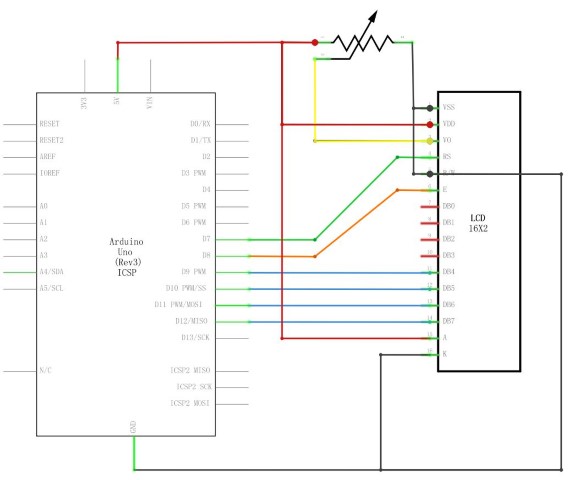 3V3
5V
VIN
RESET
RESET2
AREF
IOREF
A0
A1
A2
A3
A4/SDA
A5/SCL
N/C
Arduino
Uno
(Rev3)
ICSP
D0/RX
D1/TX
D2
D3 PWM
D4
D5 PWM
D6 PWM
D7
D8
D9 PWM
D10 PWM/SS
D11 PWM/MOSI
D12/MISO
D13/SCK
ICSP2 MISO
ICSP2 SCK
ICSP2 MOSI
GND
VSS
VDD
VO
RS
R/W
E
DB0
DB1
DB2
DB3
DB4
DB5
DB6
DB7
A
K
LCD
16X2